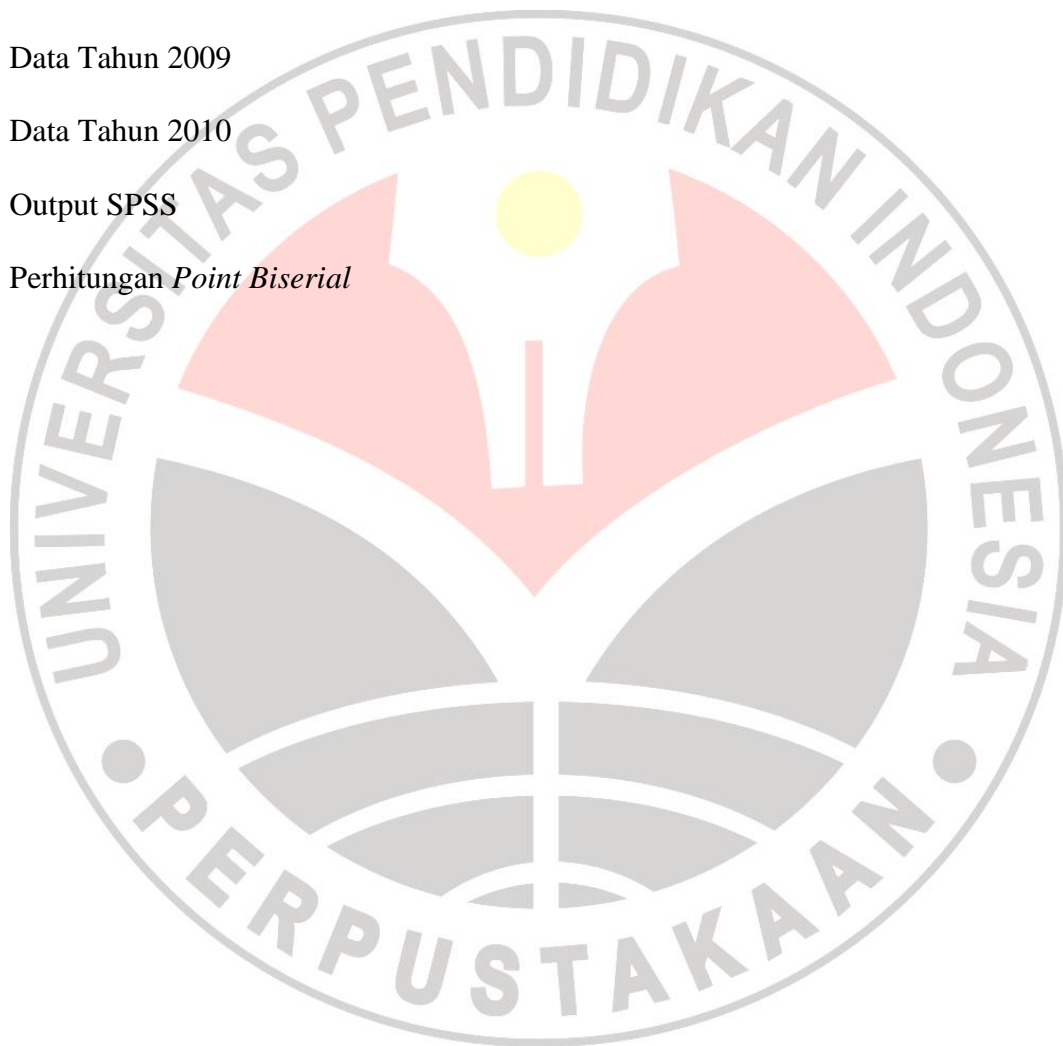 Data Tahun 2009
Data Tahun 2010
Output SPSS
Perhitungan Point Biserial
UNIVERSITAS PENDIDIKAN INDONESIA
PERPUSTAKAAN